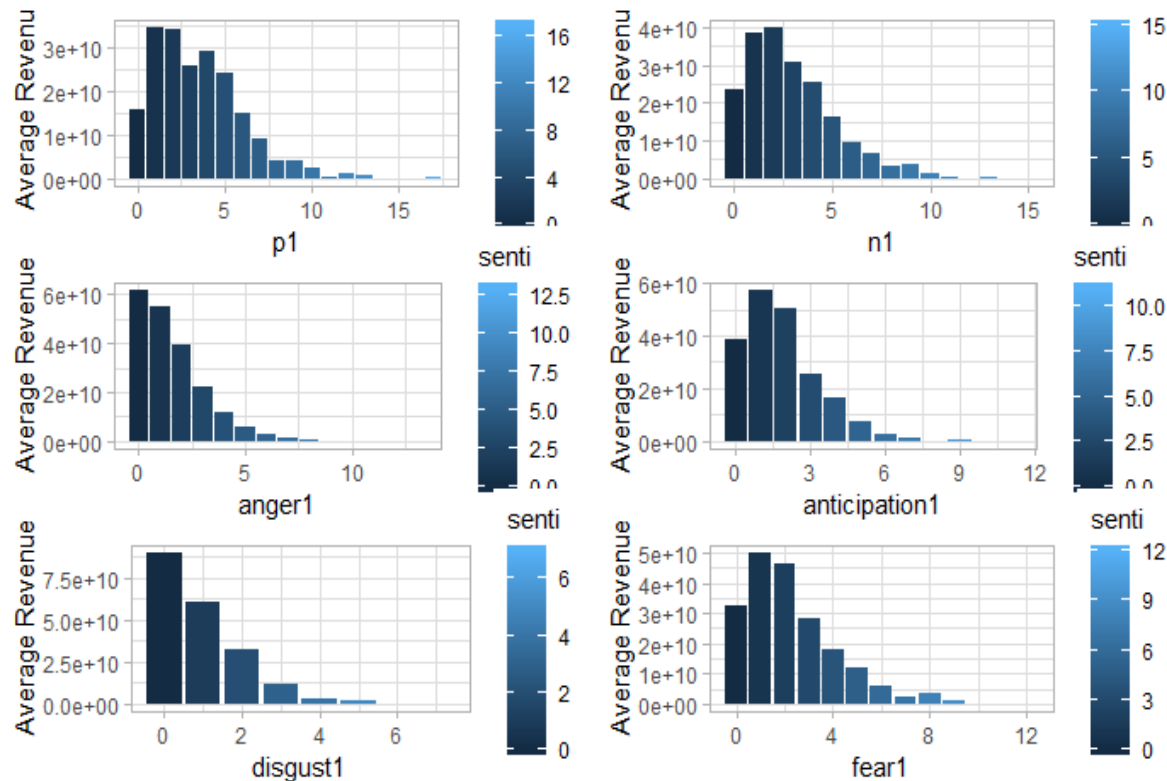 Average Revenu
3e+10
2e+10
1e+10
0e+00
0 5 10 15
p1
16
12
8
4
0
Average Revenu
4e+10
3e+10
2e+10
1e+10
0e+00
0 5 10 15
n1
15
10
5
0
Average Revenue
6e+10
4e+10
2e+10
0e+00
0 5 10
anger1
senti
12.5
10.0
7.5
5.0
2.5
0.0
Average Revenue
6e+10
4e+10
2e+10
0e+00
0 3 6 9 12
anticipation1
senti
10.0
7.5
5.0
2.5
0.0
Average Revenue
7.5e+10
5.0e+10
2.5e+10
0.0e+00
0 2 4 6
disgust1
senti
6
4
2
0
Average Revenue
5e+10
4e+10
3e+10
2e+10
1e+10
0e+00
0 4 8 12
fear1
senti
12
9
6
3
0